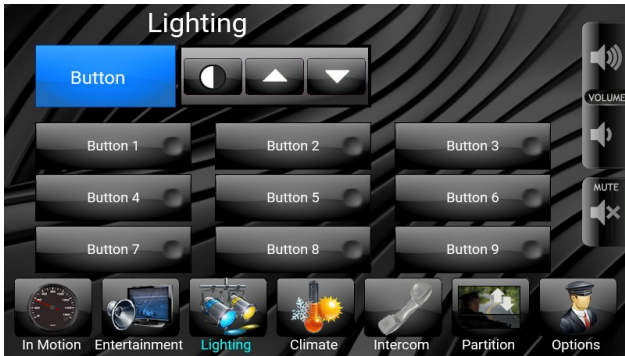 Lighting
Button
VOLUME
Button 1 Button 2 Button 3
MUTE
Button 4 Button 5 Button 6
Button 7 Button 8 Button 9
In Motion Entertainment Lighting Climate Intercom Partition Options